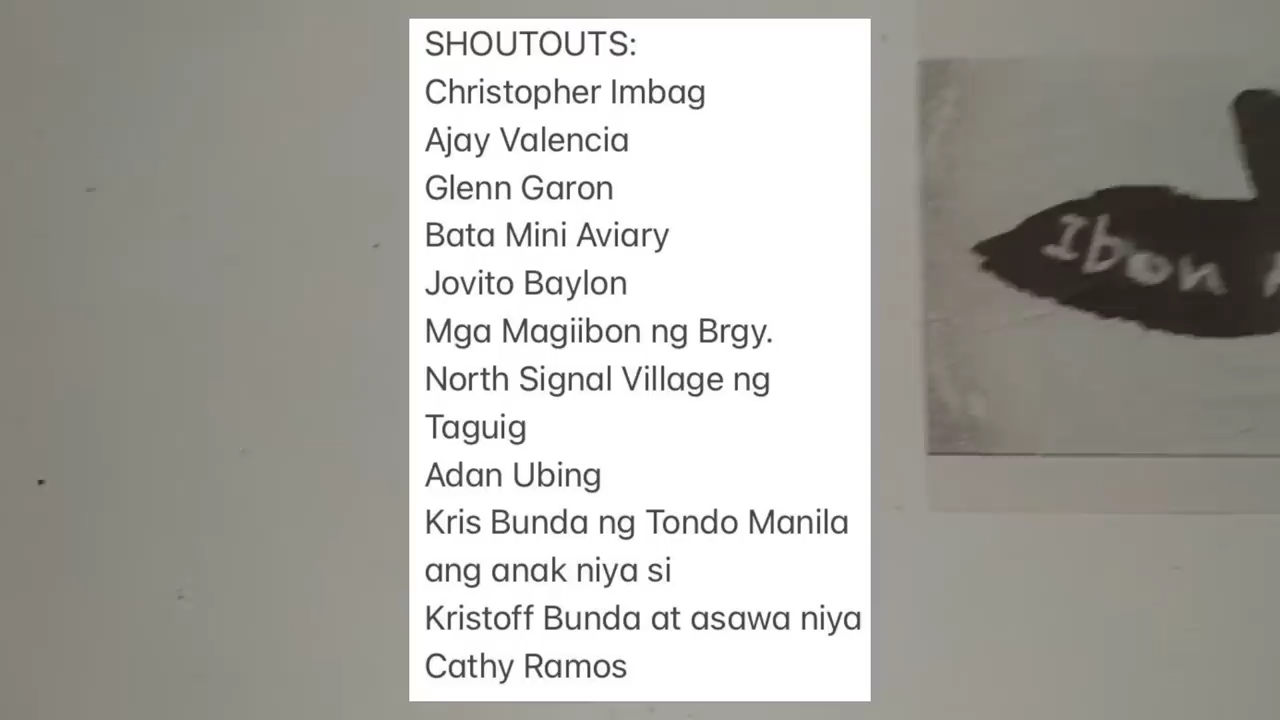 SHOUTOUTS:
Christopher Imbag
Ajay Valencia
Glenn Garon
Bata Mini Aviary
Jovito Baylon
Mga Magiibon ng Brgy.
North Signal Village ng
Taguig
Adan Ubing
Kris Bunda ng Tondo Manila
ang anak niya si
Kristoff Bunda at asawa niya
Cathy Ramos
Ibon